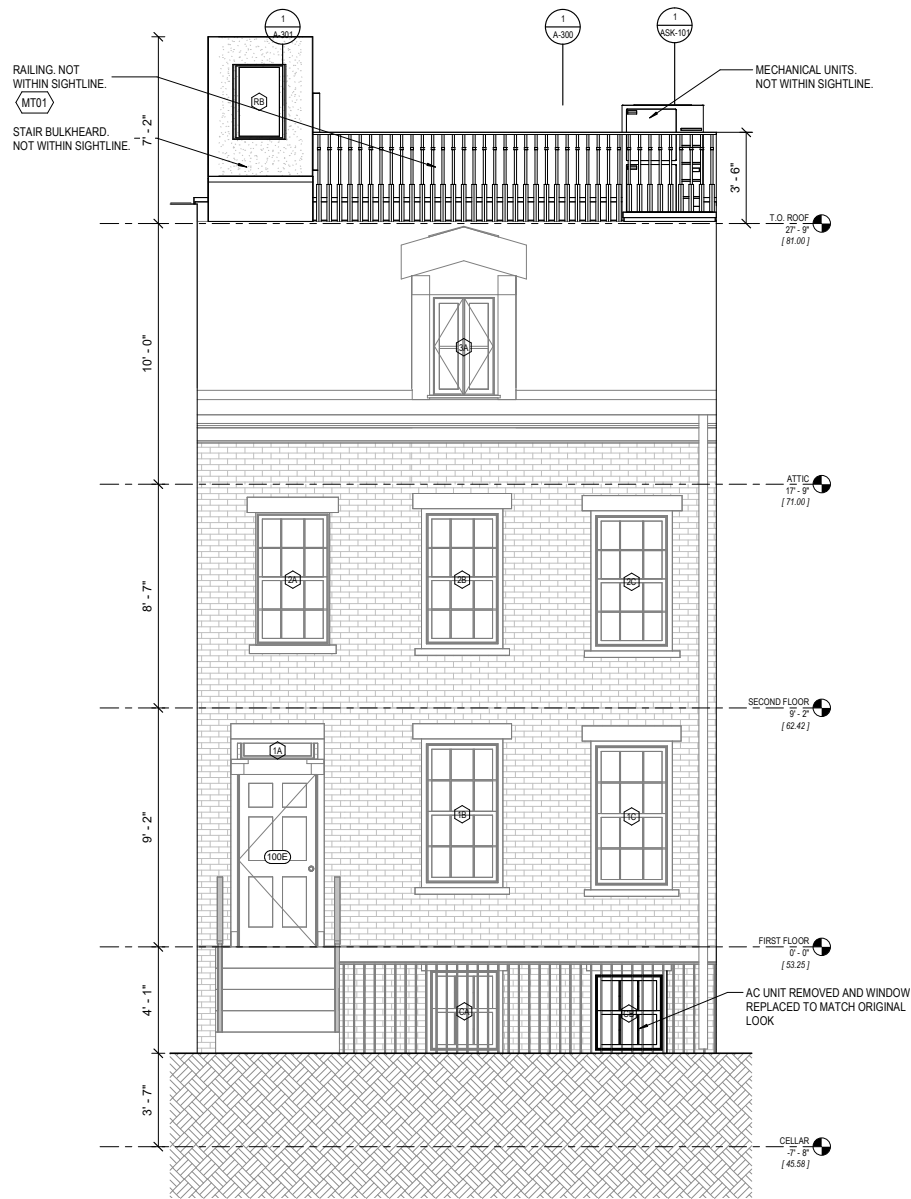 1
A-301
1
A-300
1
ASK-101
RAILING. NOT
WITHIN SIGHTLINE.
MT01
STAIR BULKHEARD.
NOT WITHIN SIGHTLINE.
7' - 2"
RB
MECHANICAL UNITS.
NOT WITHIN SIGHTLINE.
3' - 6"
T.O. ROOF
27' - 9"
[ 81.00 ]
10' - 0"
3A
ATTIC
17' - 9"
[ 71.00 ]
8' - 7"
2A
2B
2C
SECOND FLOOR
9' - 2"
[ 62.42 ]
9' - 2"
1A
1B
1C
100E
FIRST FLOOR
0' - 0"
[ 53.25 ]
4' - 1"
CA
CB
AC UNIT REMOVED AND WINDOW
REPLACED TO MATCH ORIGINAL
LOOK
3' - 7"
CELLAR
-7' - 8"
[ 45.58 ]